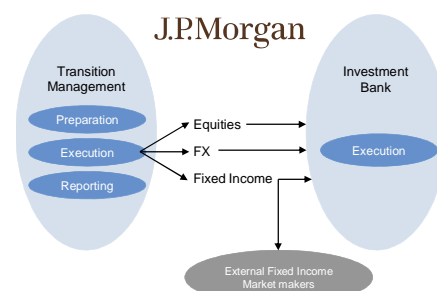 J.P.Morgan
Transition
Management
Preparation
Execution
Reporting
Equities
FX
Fixed Income
Investment
Bank
Execution
External Fixed Income
Market makers